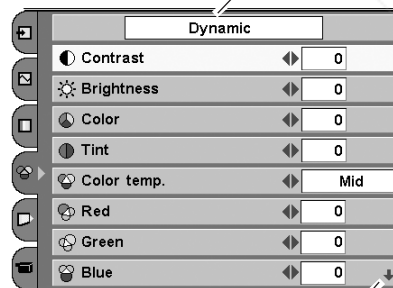 Dynamic
Contrast 0
Brightness 0
Color 0
Tint 0
Color temp. Mid
Red 0
Green 0
Blue 0